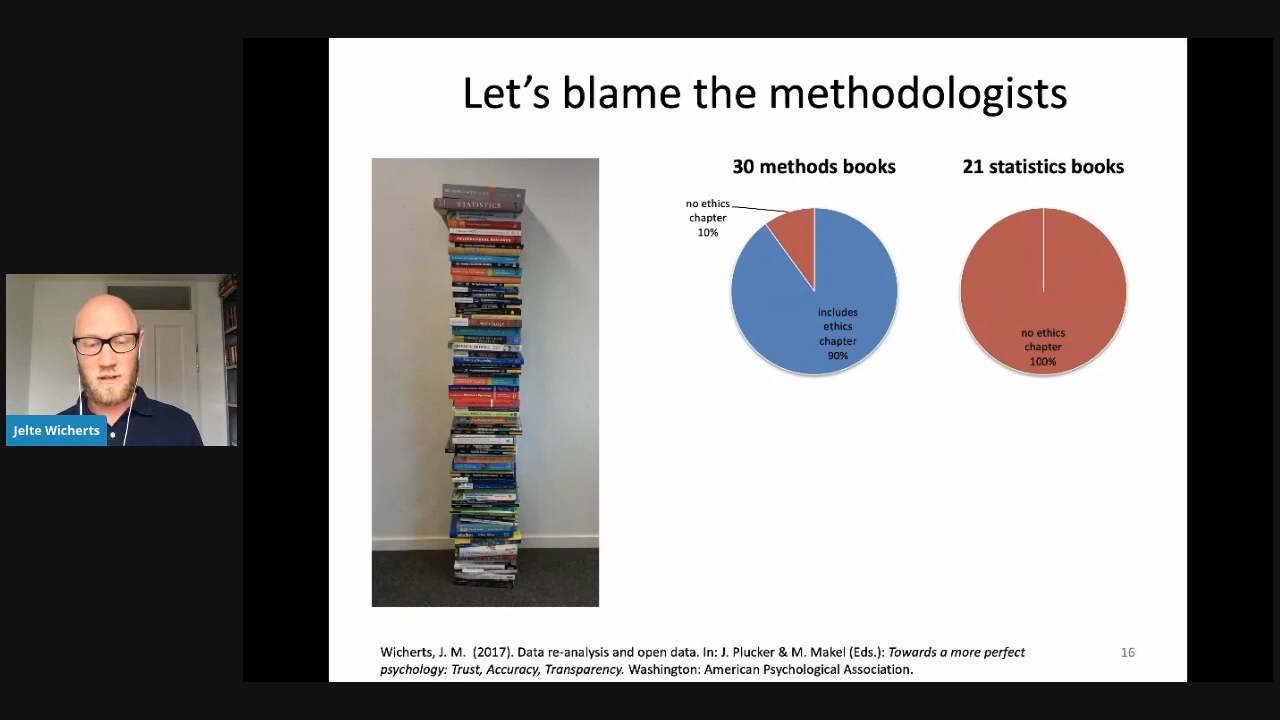 Let's blame the methodologists
30 methods books
21 statistics books
no ethics
chapter
10%
includes
ethics
chapter
90%
no ethics
chapter
100%
STATISTICS
Jelte Wicherts
Wicherts, J. M. (2017). Data re-analysis and open data. In: J. Plucker & M. Makel (Eds.): Towards a more perfect
psychology: Trust, Accuracy, Transparency. Washington: American Psychological Association.
16